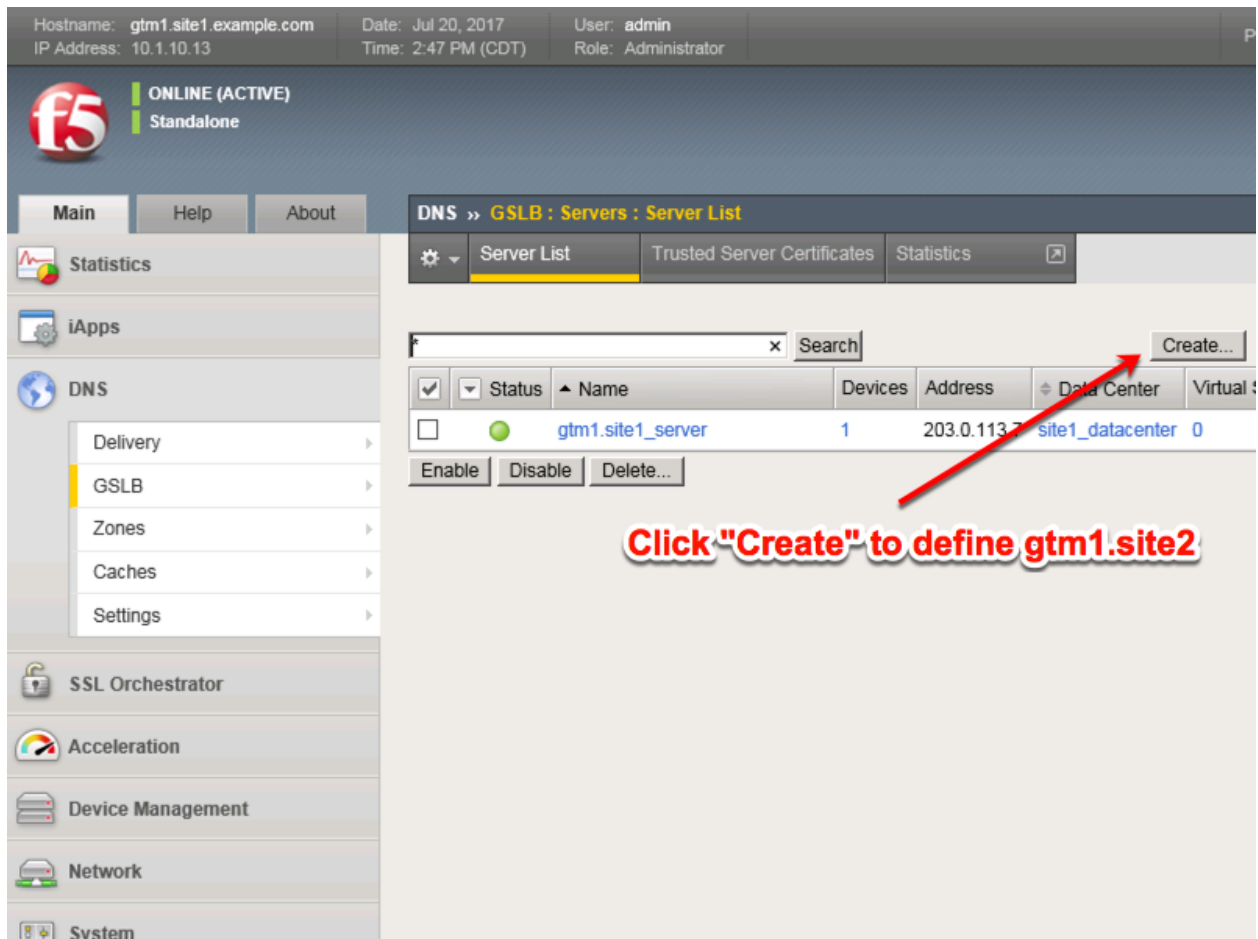 Hostname: gtm1.site1.example.com Date: Jul 20, 2017 User: admin
IP Address: 10.1.10.13 Time: 2:47 PM (CDT) Role: Administrator
f5
ONLINE (ACTIVE)
Standalone
Main Help About
DNS » GSLB : Servers : Server List
Server List Trusted Server Certificates Statistics
Statistics
iApps
DNS
Delivery
GSLB
Zones
Caches
Settings
SSL Orchestrator
Acceleration
Device Management
Network
System
* × Search Create...
Status Name Devices Address Data Center Virtual
gtm1.site1_server 1 203.0.113.7 site1_datacenter 0
Enable Disable Delete...
Click "Create" to define gtm1.site2